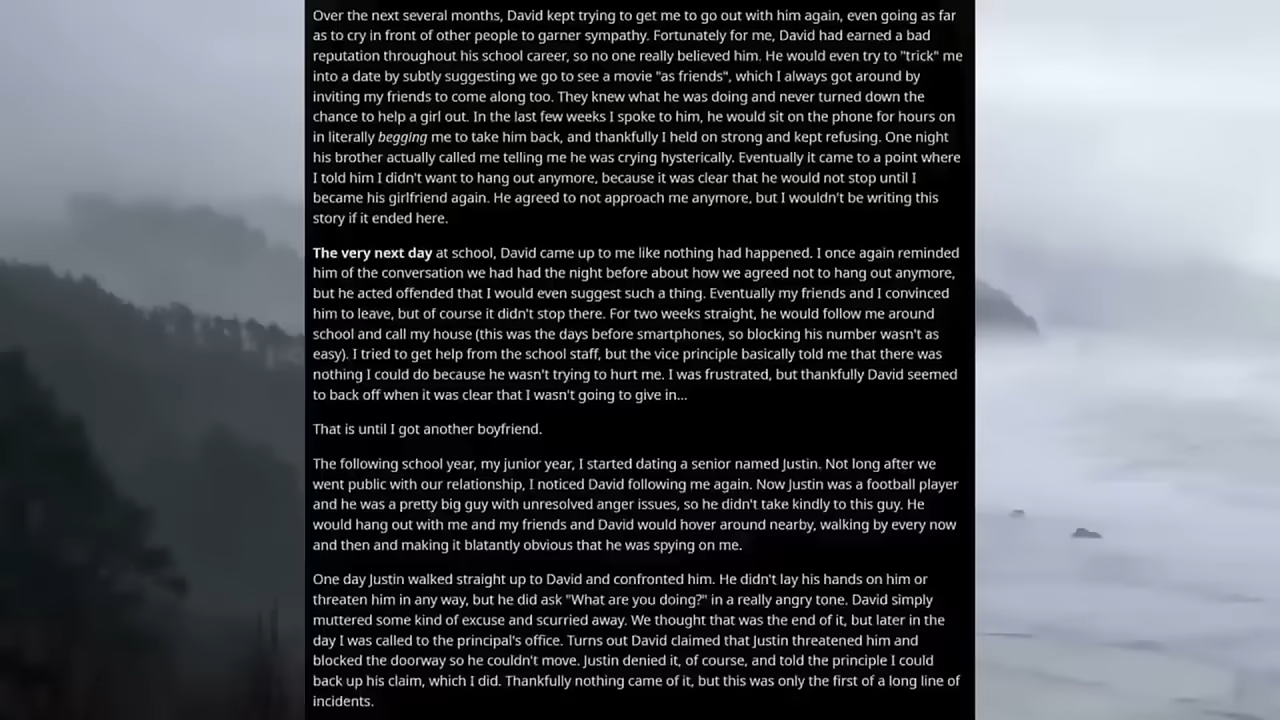 Over the next several months, David kept trying to get me to go out with him again, even going as far
as to cry in front of other people to garner sympathy. Fortunately for me, David had earned a bad
reputation throughout his school career, so no one really believed him. He would even try to "trick" me
into a date by subtly suggesting we go to see a movie "as friends", which I always got around by
inviting my friends to come along too. They knew what he was doing and never turned down the
chance to help a girl out. In the last few weeks I spoke to him, he would sit on the phone for hours on
in literally begging me to take him back, and thankfully I held on strong and kept refusing. One night
his brother actually called me telling me he was crying hysterically. Eventually it came to a point where
I told him I didn't want to hang out anymore, because it was clear that he would not stop until I
became his girlfriend again. He agreed to not approach me anymore, but I wouldn't be writing this
story if it ended here.
The very next day at school, David came up to me like nothing had happened. I once again reminded
him of the conversation we had had the night before about how we agreed not to hang out anymore,
but he acted offended that I would even suggest such a thing. Eventually my friends and I convinced
him to leave, but of course it didn't stop there. For two weeks straight, he would follow me around
school and call my house (this was the days before smartphones, so blocking his number wasn't as
easy). I tried to get help from the school staff, but the vice principle basically told me that there was
nothing I could do because he wasn't trying to hurt me. I was frustrated, but thankfully David seemed
to back off when it was clear that I wasn't going to give in...
That is until I got another boyfriend.
The following school year, my junior year, I started dating a senior named Justin. Not long after we
went public with our relationship, I noticed David following me again. Now Justin was a football player
and he was a pretty big guy with unresolved anger issues, so he didn't take kindly to this guy. He
would hang out with me and my friends and David would hover around nearby, walking by every now
and then and making it blatantly obvious that he was spying on me.
One day Justin walked straight up to David and confronted him. He didn't lay his hands on him or
threaten him in any way, but he did ask "What are you doing?" in a really angry tone. David simply
muttered some kind of excuse and scurried away. We thought that was the end of it, but later in the
day I was called to the principal's office. Turns out David claimed that Justin threatened him and
blocked the doorway so he couldn't move. Justin denied it, of course, and told the principle I could
back up his claim, which I did. Thankfully nothing came of it, but this was only the first of a long line of
incidents.